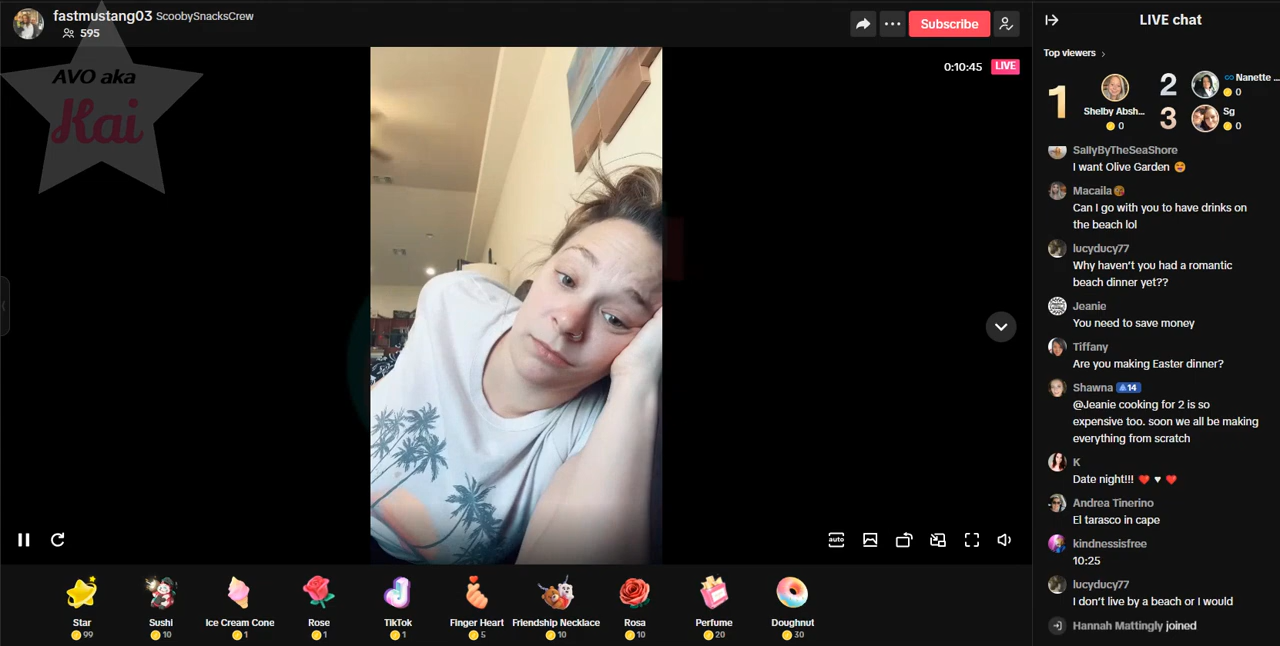 fastmustang03 ScoobySnacksCrew
595
Subscribe
AVO aka
Kai
0:10:45 LIVE
auto
Star
99
Sushi
10
Ice Cream Cone
1
Rose
1
TikTok
1
Finger Heart
5
Friendship Necklace
10
Rosa
10
Perfume
20
Doughnut
30
LIVE chat
Top viewers
1
Shelby Absh...
0
2
Nanette ...
0
3
Sg
0
SallyByTheSeaShore
I want Olive Garden
Macaila
Can I go with you to have drinks on
the beach lol
lucyducy77
Why haven't you had a romantic
beach dinner yet??
Jeanie
You need to save money
Tiffany
Are you making Easter dinner?
Shawna 14
@Jeanie cooking for 2 is so
expensive too. soon we all be making
everything from scratch
K
Date night!!! ❤️ ♥ ❤️
Andrea Tinerino
El tarasco in cape
kindnessisfree
10:25
lucyducy77
I don't live by a beach or I would
Hannah Mattingly joined